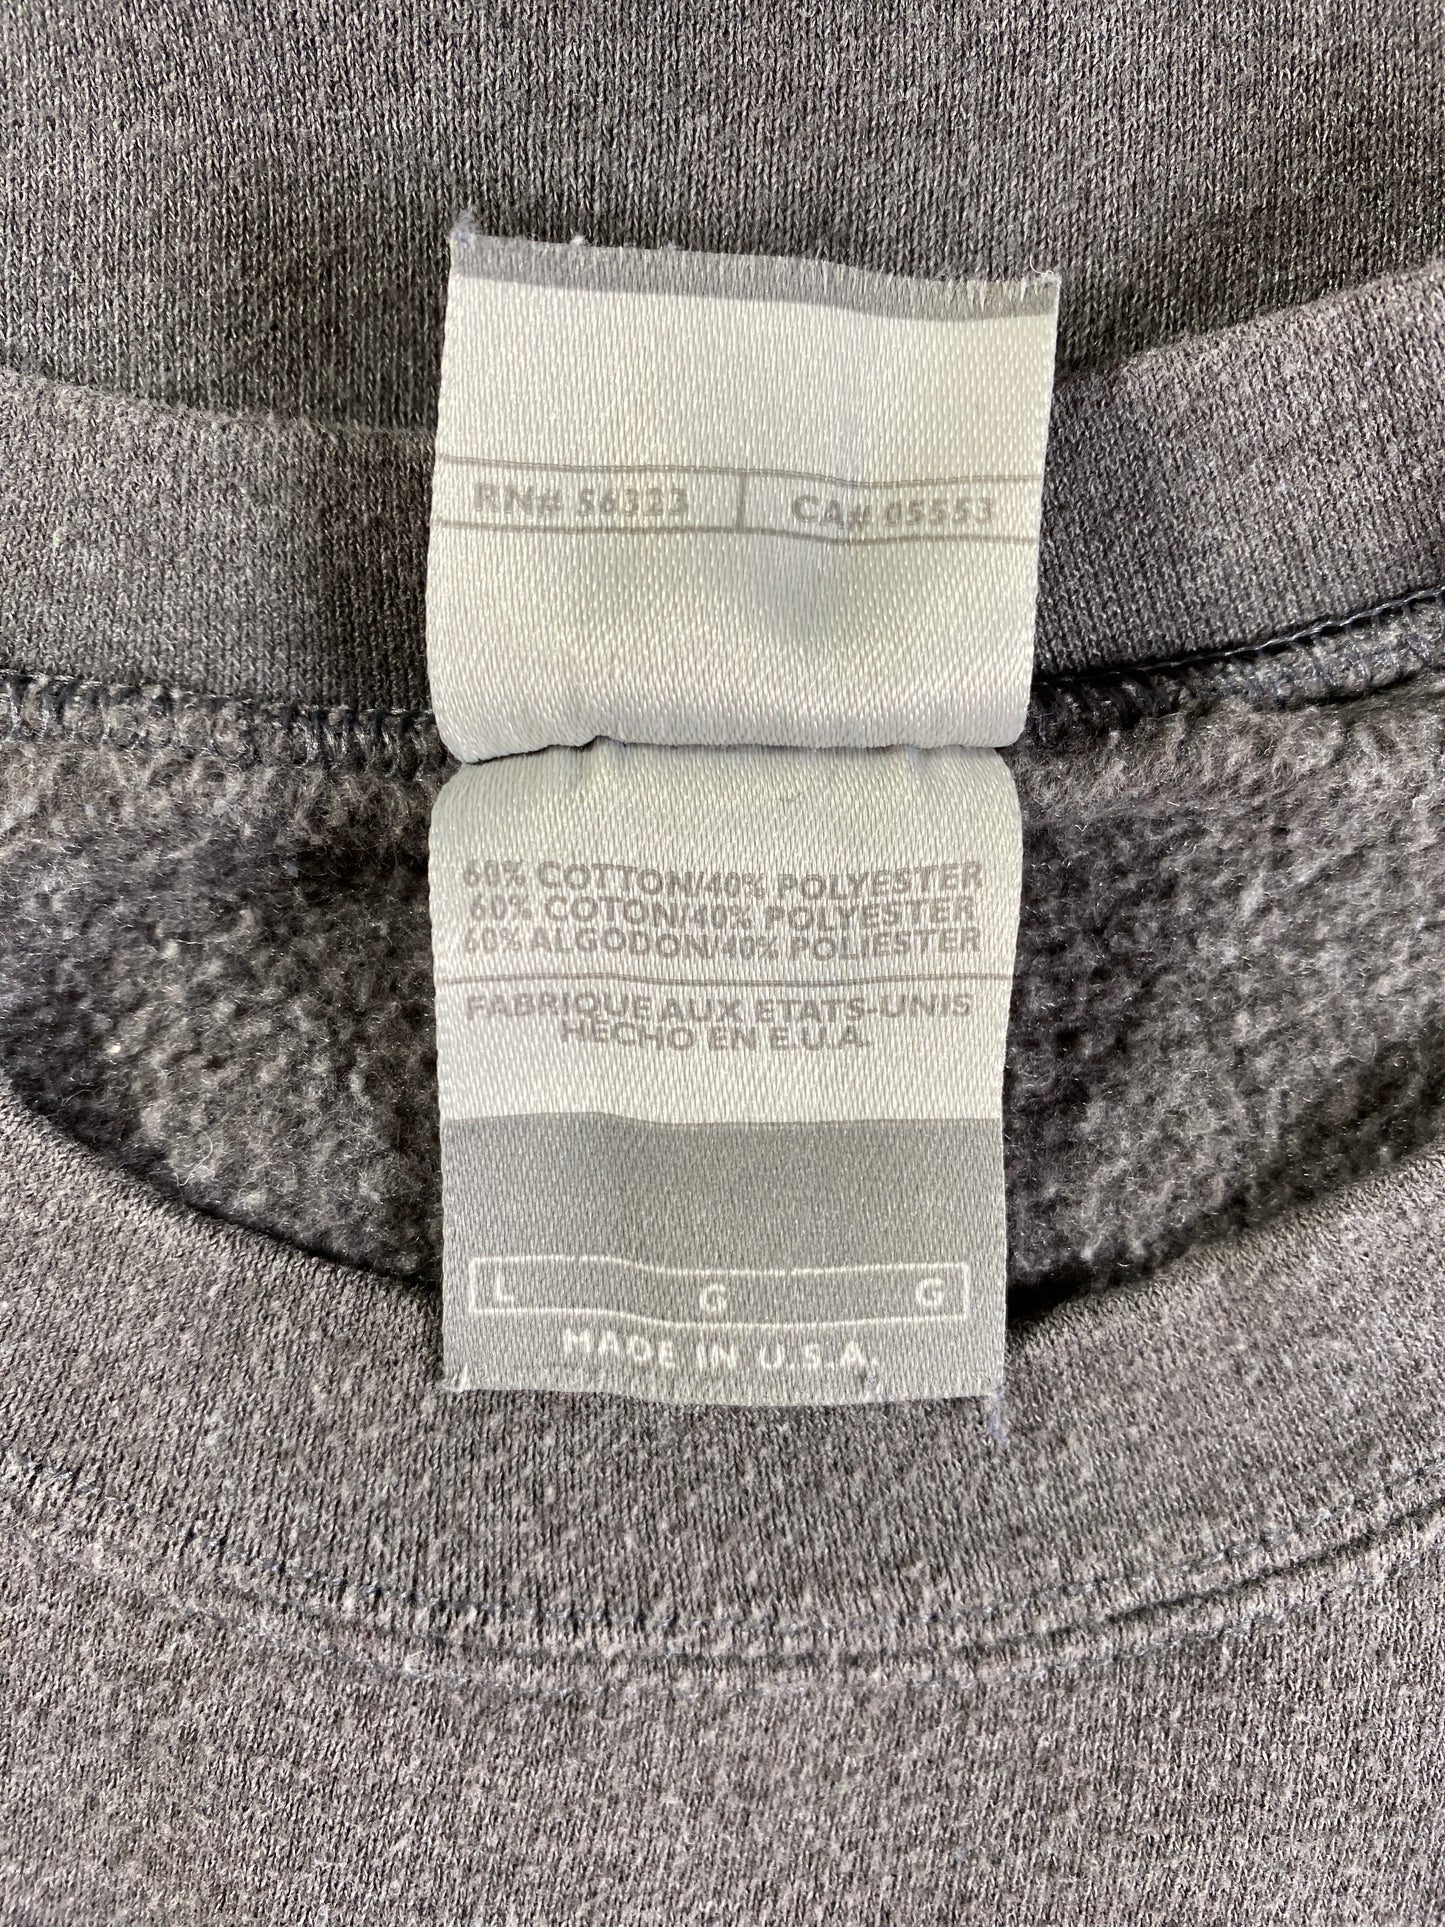 RN# 56323 CA# 05553
60% COTTON/40% POLYESTER
60% COTON/40% POLYESTER
60% ALGODON/40% POLIESTER
FABRIQUE AUX ETATS-UNIS
HECHO EN E.U.A.
L G G
MADE IN U.S.A.